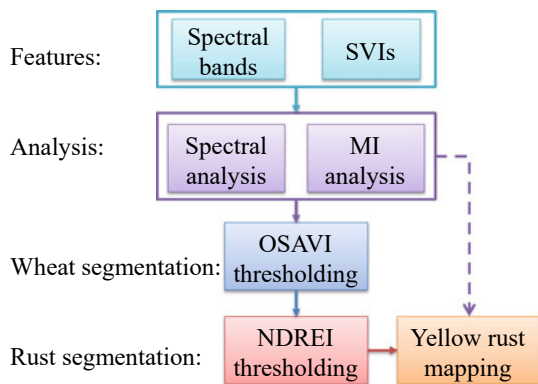 Features:
Spectral
bands
SVIs
Analysis:
Spectral
analysis
MI
analysis
Wheat segmentation:
OSAVI
thresholding
Rust segmentation:
NDREI
thresholding
Yellow rust
mapping